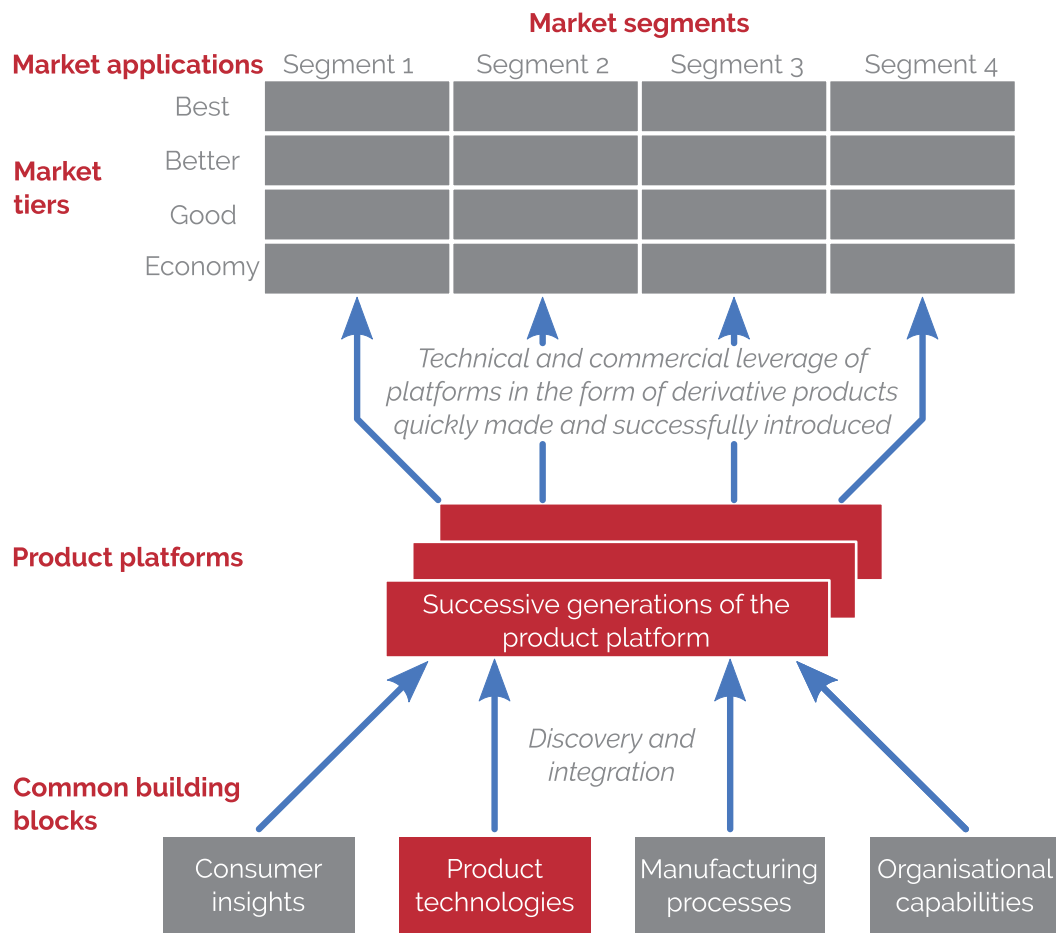 Market segments
Market applications
Segment 1
Segment 2
Segment 3
Segment 4
Best
Better
Good
Economy
Market
tiers
Technical and commercial leverage of
platforms in the form of derivative products
quickly made and successfully introduced
Product platforms
Successive generations of the
product platform
Discovery and
integration
Common building
blocks
Consumer
insights
Product
technologies
Manufacturing
processes
Organisational
capabilities